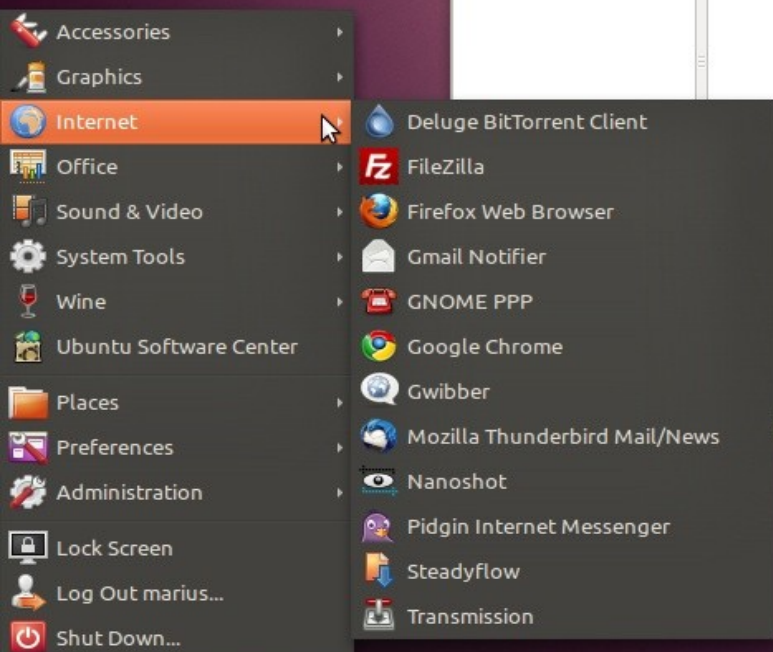 Accessories
Graphics
Internet
Office
Sound & Video
System Tools
Wine
Ubuntu Software Center
Places
Preferences
Administration
Lock Screen
Log Out marius...
Shut Down...
Deluge BitTorrent Client
Fz FileZilla
Firefox Web Browser
Gmail Notifier
GNOME PPP
Google Chrome
Gwibber
Mozilla Thunderbird Mail/News
Nanoshot
Pidgin Internet Messenger
Steadyflow
Transmission